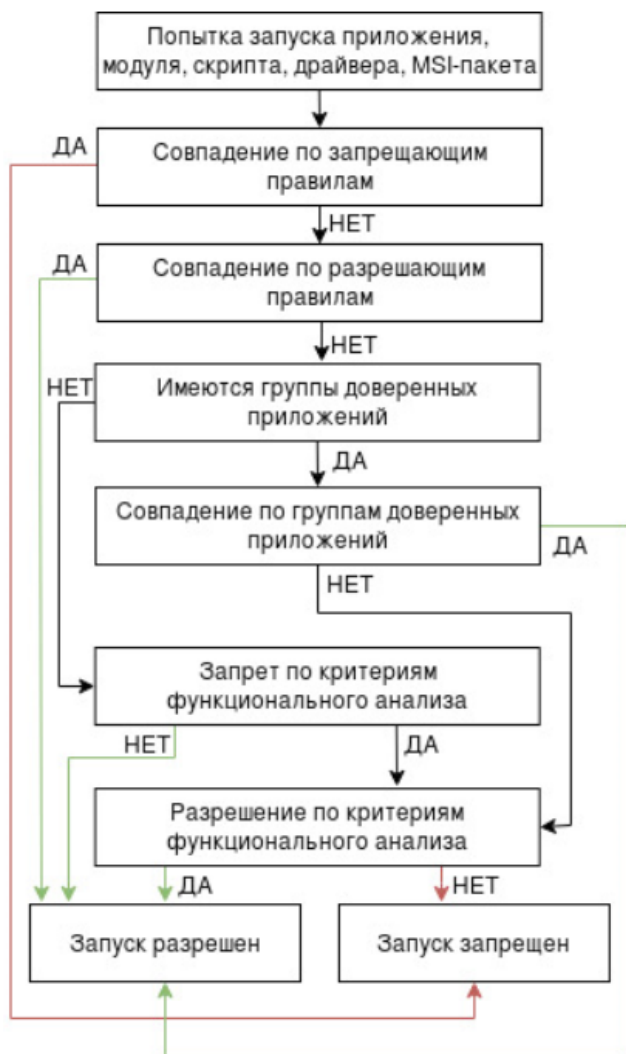 Попытка запуска приложения,
модуля, скрипта, драйвера, MSI-пакета
ДА
Совпадение по запрещающим
правилам
НЕТ
ДА
Совпадение по разрешающим
правилам
НЕТ
НЕТ
Имеются группы доверенных
приложений
ДА
Совпадение по группам доверенных
приложений
ДА
НЕТ
Запрет по критериям
функционального анализа
НЕТ
ДА
Разрешение по критериям
функционального анализа
ДА
НЕТ
Запуск разрешен
Запуск запрещен